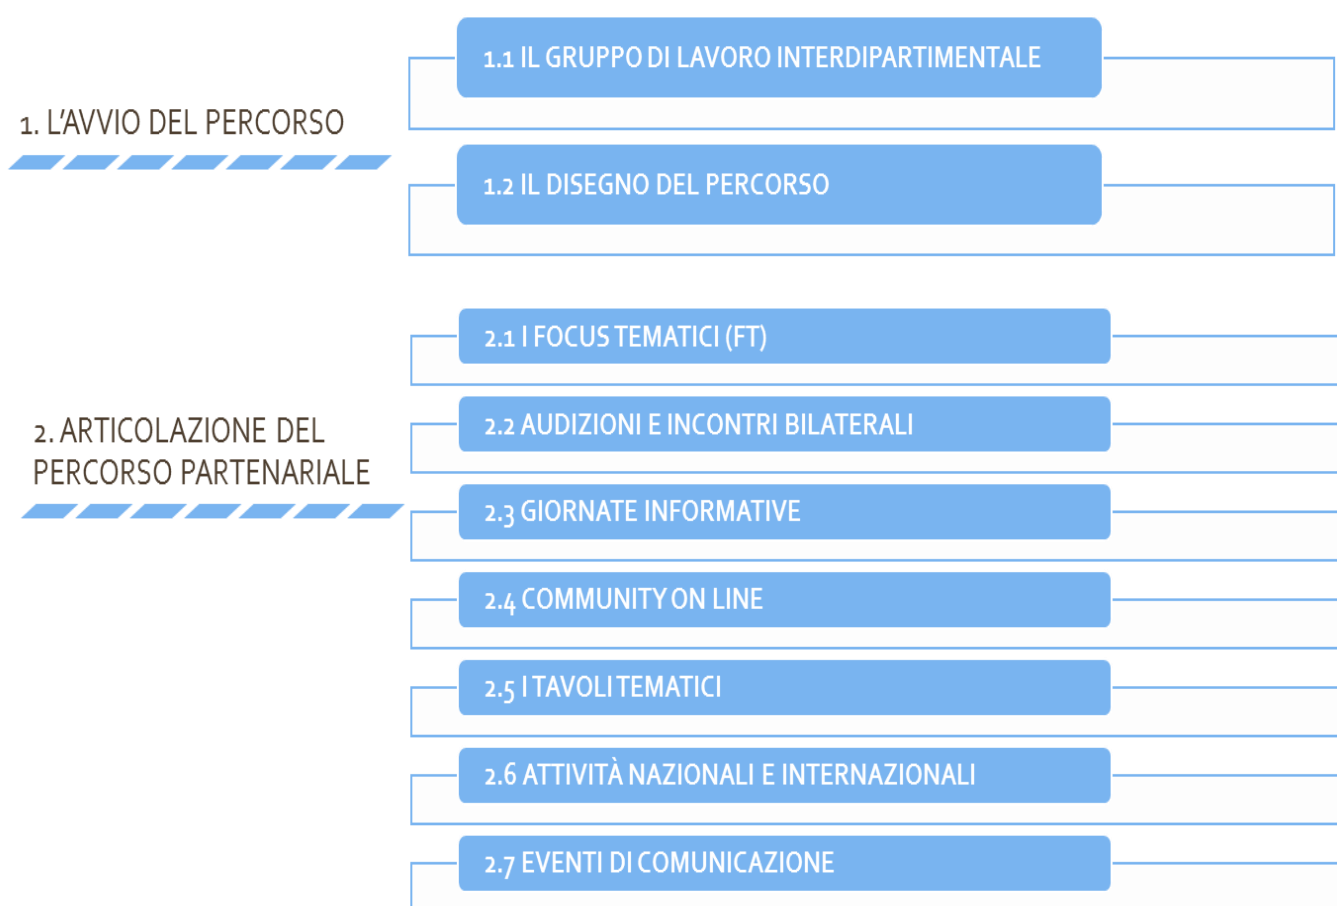 1. L'AVVIO DEL PERCORSO
1.1 IL GRUPPO DI LAVORO INTERDIPARTIMENTALE
1.2 IL DISEGNO DEL PERCORSO
2. ARTICOLAZIONE DEL
PERCORSO PARTENARIALE
2.1 I FOCUS TEMATICI (FT)
2.2 AUDIZIONI E INCONTRI BILATERALI
2.3 GIORNATE INFORMATIVE
2.4 COMMUNITY ON LINE
2.5 I TAVOLI TEMATICI
2.6 ATTIVITÀ NAZIONALI E INTERNAZIONALI
2.7 EVENTI DI COMUNICAZIONE